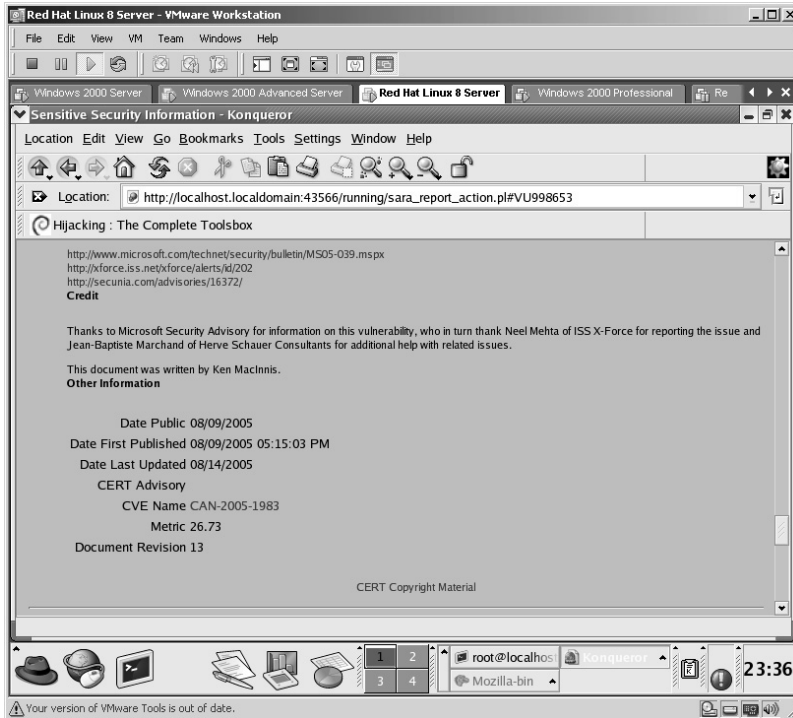 Red Hat Linux 8 Server - VMware Workstation
File Edit View VM Team Windows Help
Windows 2000 Server Windows 2000 Advanced Server Red Hat Linux 8 Server Windows 2000 Professional Re
Sensitive Security Information - Konqueror
Location Edit View Go Bookmarks Tools Settings Window Help
Location: http://localhost.localdomain:43566/running/sara_report_action.pl#VU998653
Hijacking : The Complete Toolbox
http://www.microsoft.com/technet/security/bulletin/MS05-039.mspx
http://xforce.iss.net/xforce/alerts/id/202
http://secunia.com/advisories/16372/
Credit
Thanks to Microsoft Security Advisory for information on this vulnerability, who in turn thank Neel Mehta of ISS X-Force for reporting the issue and
Jean-Baptiste Marchand of Herve Schauer Consultants for additional help with related issues.
This document was written by Ken MacInnis.
Other Information
Date Public 08/09/2005
Date First Published 08/09/2005 05:15:03 PM
Date Last Updated 08/14/2005
CERT Advisory
CVE Name CAN-2005-1983
Metric 26.73
Document Revision 13
CERT Copyright Material
1 2 root@localhost Konqueror
3 4 Mozilla-bin
23:36
Your version of VMware Tools is out of date.